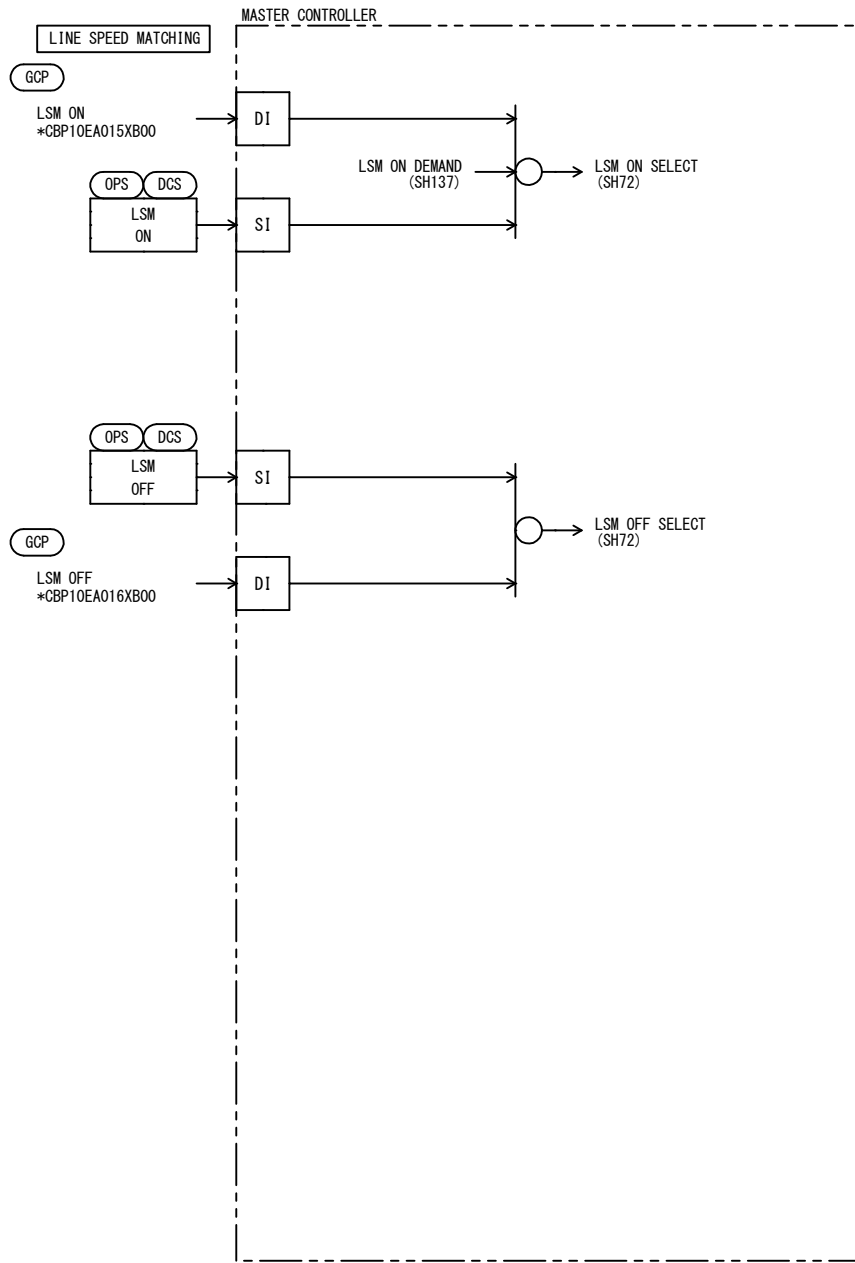 MASTER CONTROLLER
LINE SPEED MATCHING
GCP
LSM ON
*CBP10EA015XB00
DI
LSM ON DEMAND
(SH137)
LSM ON SELECT
(SH72)
OPS
DCS
LSM
ON
SI
OPS
DCS
LSM
OFF
SI
LSM OFF SELECT
(SH72)
GCP
LSM OFF
*CBP10EA016XB00
DI